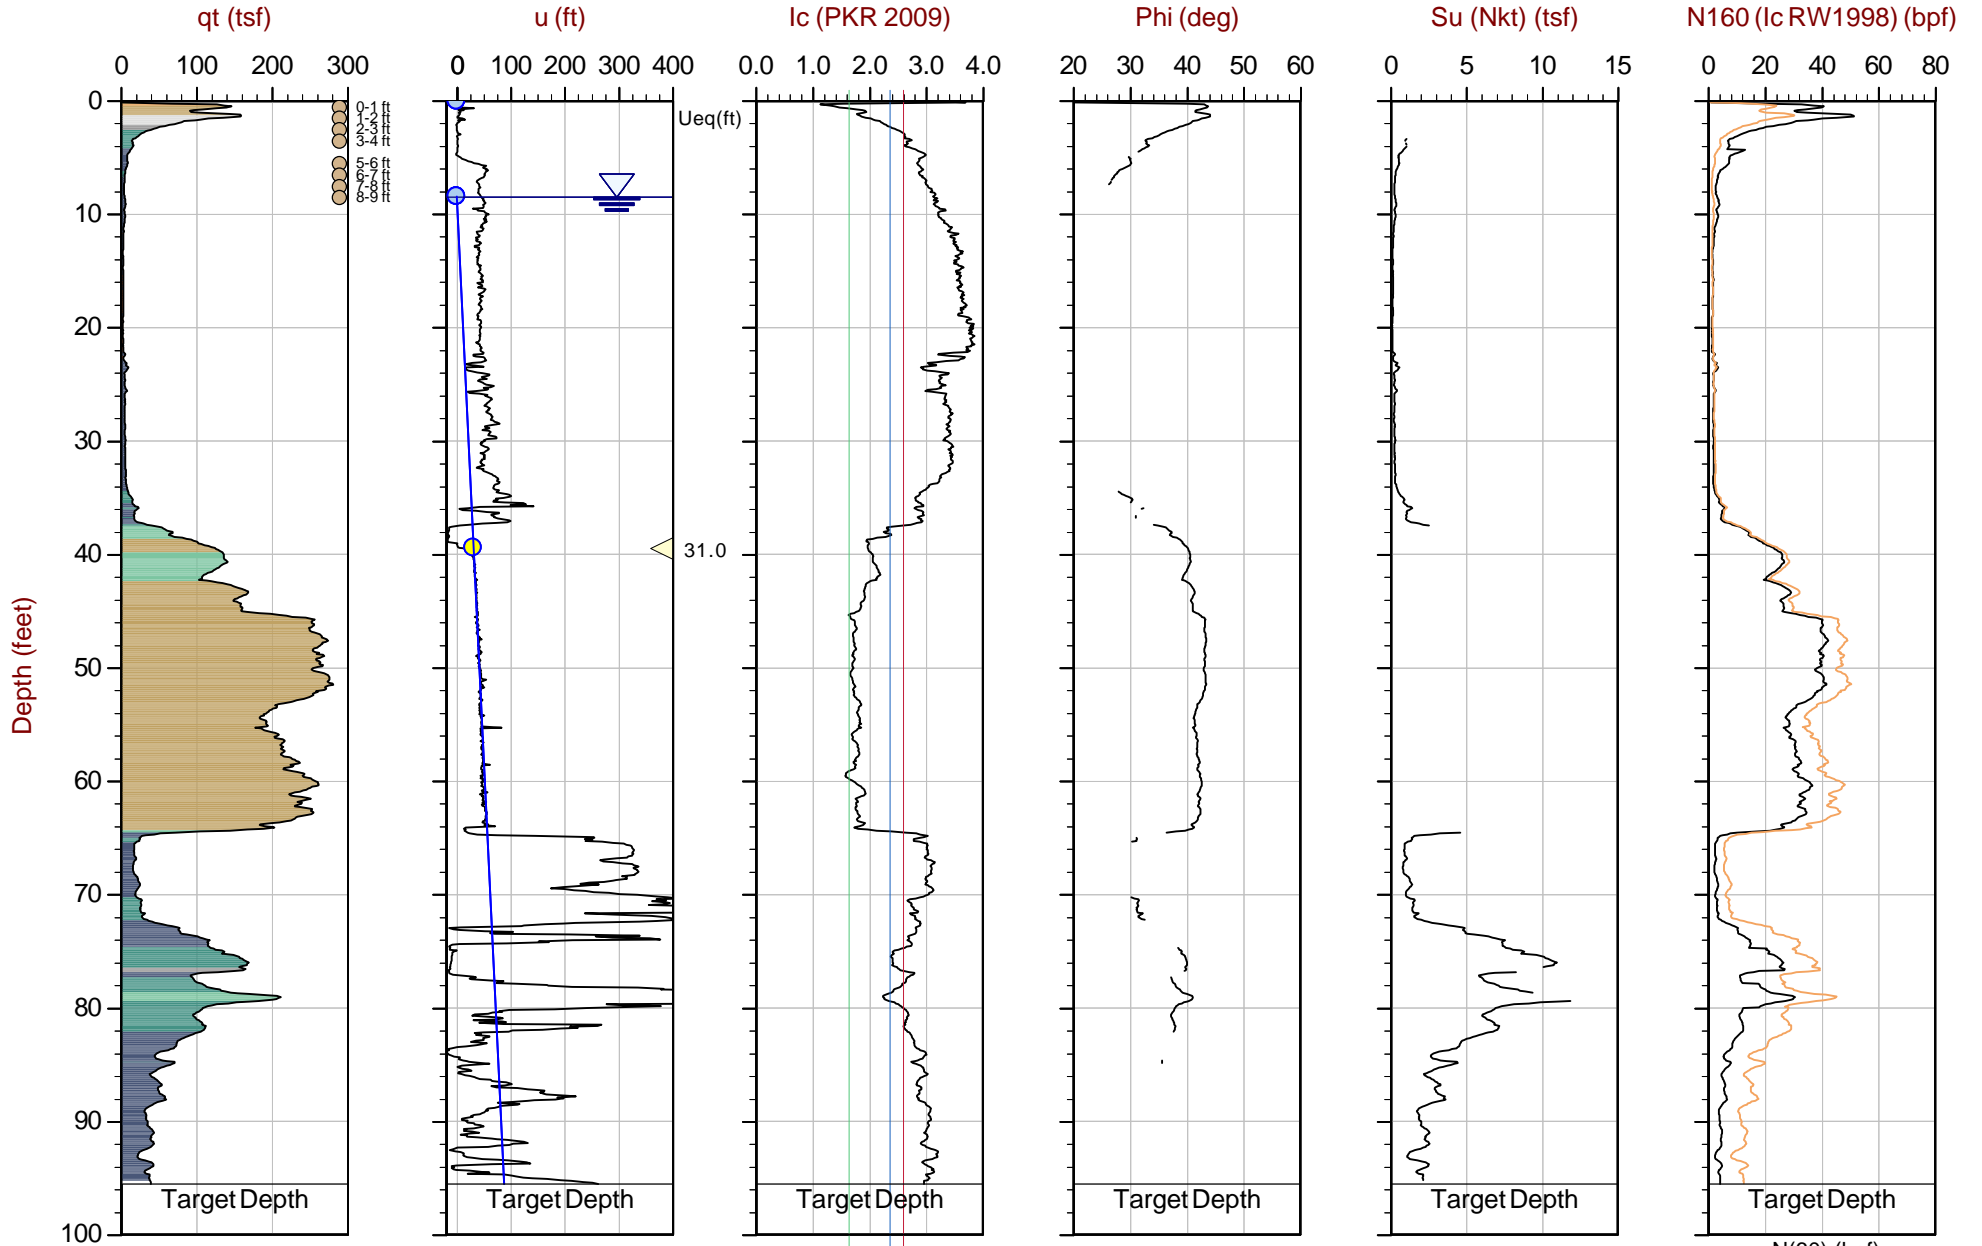 qt (tsf) u (ft) Ic (PKR 2009) Phi (deg) Su (Nkt) (tsf) N160 (Ic RW1998) (bpf)
0 100 200 300 0 100 200 300 400 0.0 1.0 2.0 3.0 4.0 20 30 40 50 60 0 5 10 15 0 20 40 60 80
0
0-1 ft
1-2 ft
2-3 ft
3-4 ft
5-6 ft
6-7 ft
7-8 ft
8-9 ft
Ueq(ft)
10
20
30
40
31.0
50
60
70
80
90
100
Depth (feet)
Target Depth Target Depth Target Depth Target Depth Target Depth Target Depth